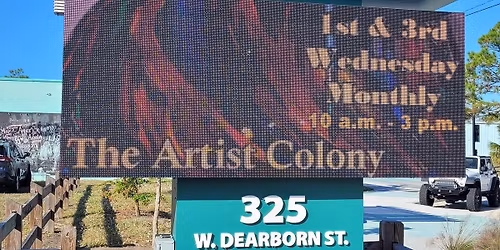 1st & 3rd
Wednesday
Monthly
10 a.m. - 3 p.m.
The Artist Colony
325
W. DEARBORN ST.